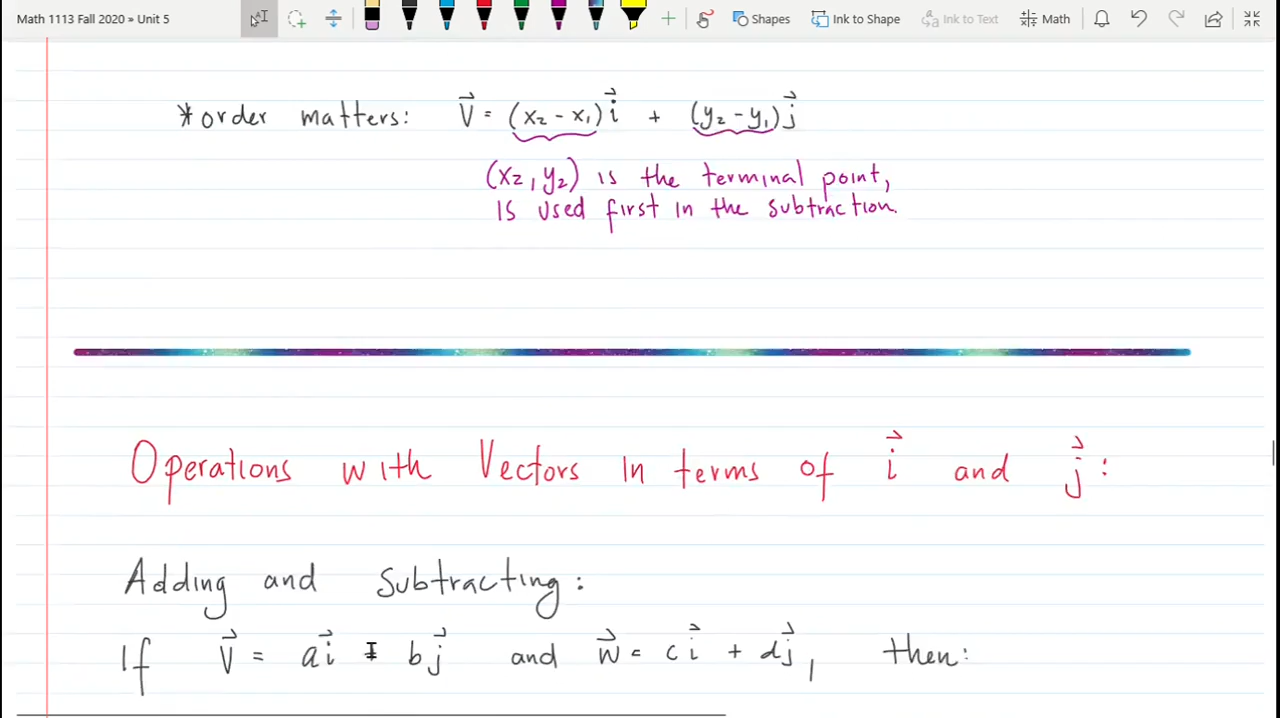 Math 1113 Fall 2020 » Unit 5
Shapes Ink to Shape Ink to Text Math
*order matters: V⃗ = (x₂ - x₁)i⃗ + (y₂ - y₁)j⃗
(x₂, y₂) is the terminal point,
is used first in the subtraction.
Operations with Vectors in terms of i⃗ and j⃗:
Adding and Subtracting:
If V⃗ = ai⃗ + bj⃗ and w⃗ = ci⃗ + dj⃗, then: